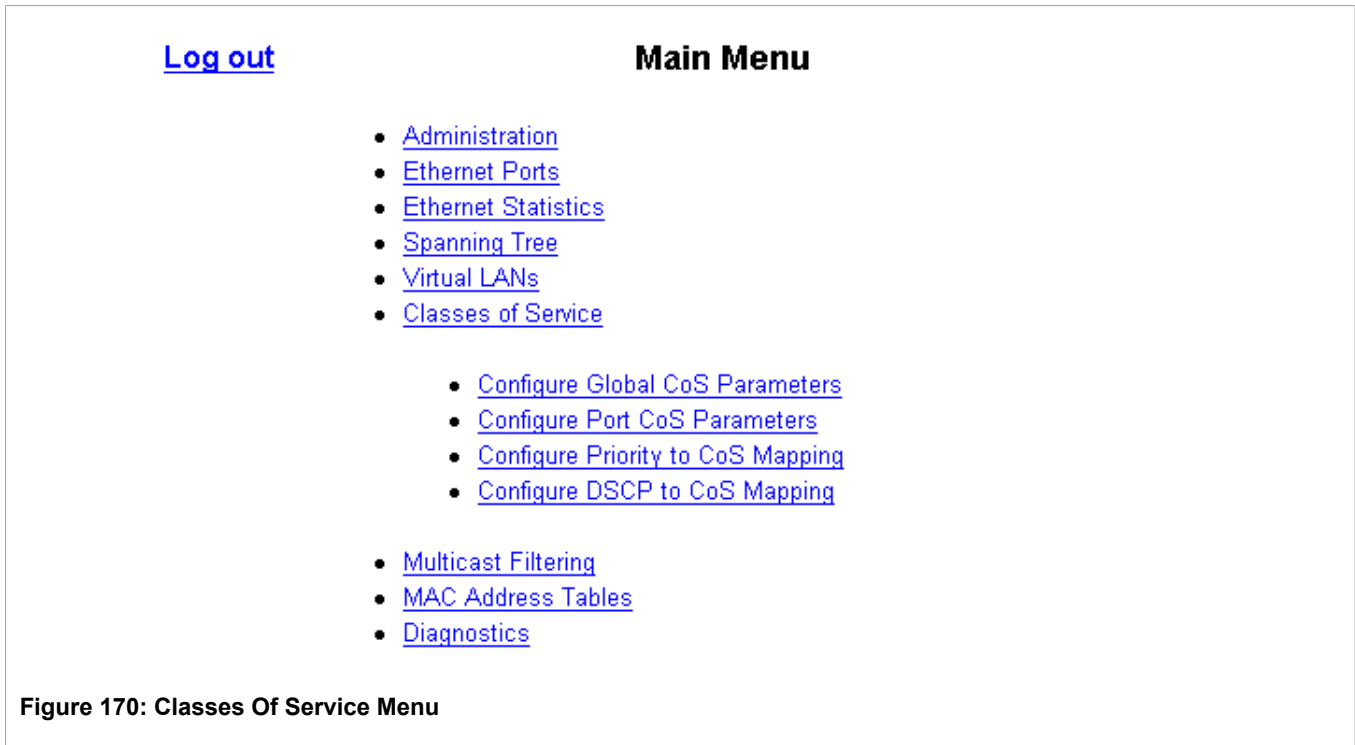 Log out
Main Menu
Administration
Ethernet Ports
Ethernet Statistics
Spanning Tree
Virtual LANs
Classes of Service
Configure Global CoS Parameters
Configure Port CoS Parameters
Configure Priority to CoS Mapping
Configure DSCP to CoS Mapping
Multicast Filtering
MAC Address Tables
Diagnostics
Figure 170: Classes Of Service Menu